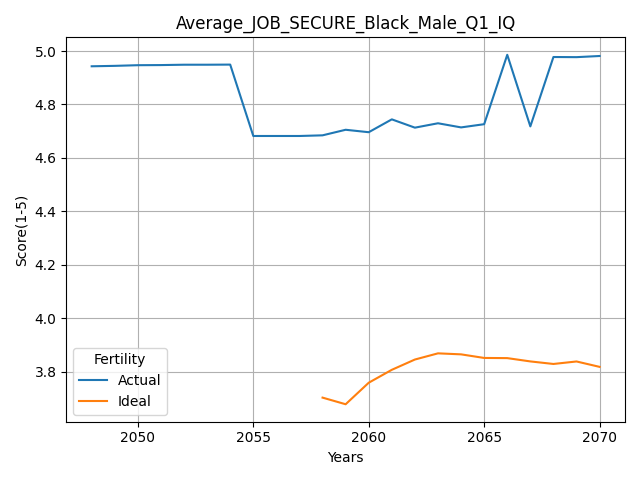 Average_JOB_SECURE_Black_Male_Q1_IQ
Score(1-5)
5.0
4.8
4.6
4.4
4.2
4.0
3.8
Fertility
Actual
Ideal
2050 2055 2060 2065 2070
Years